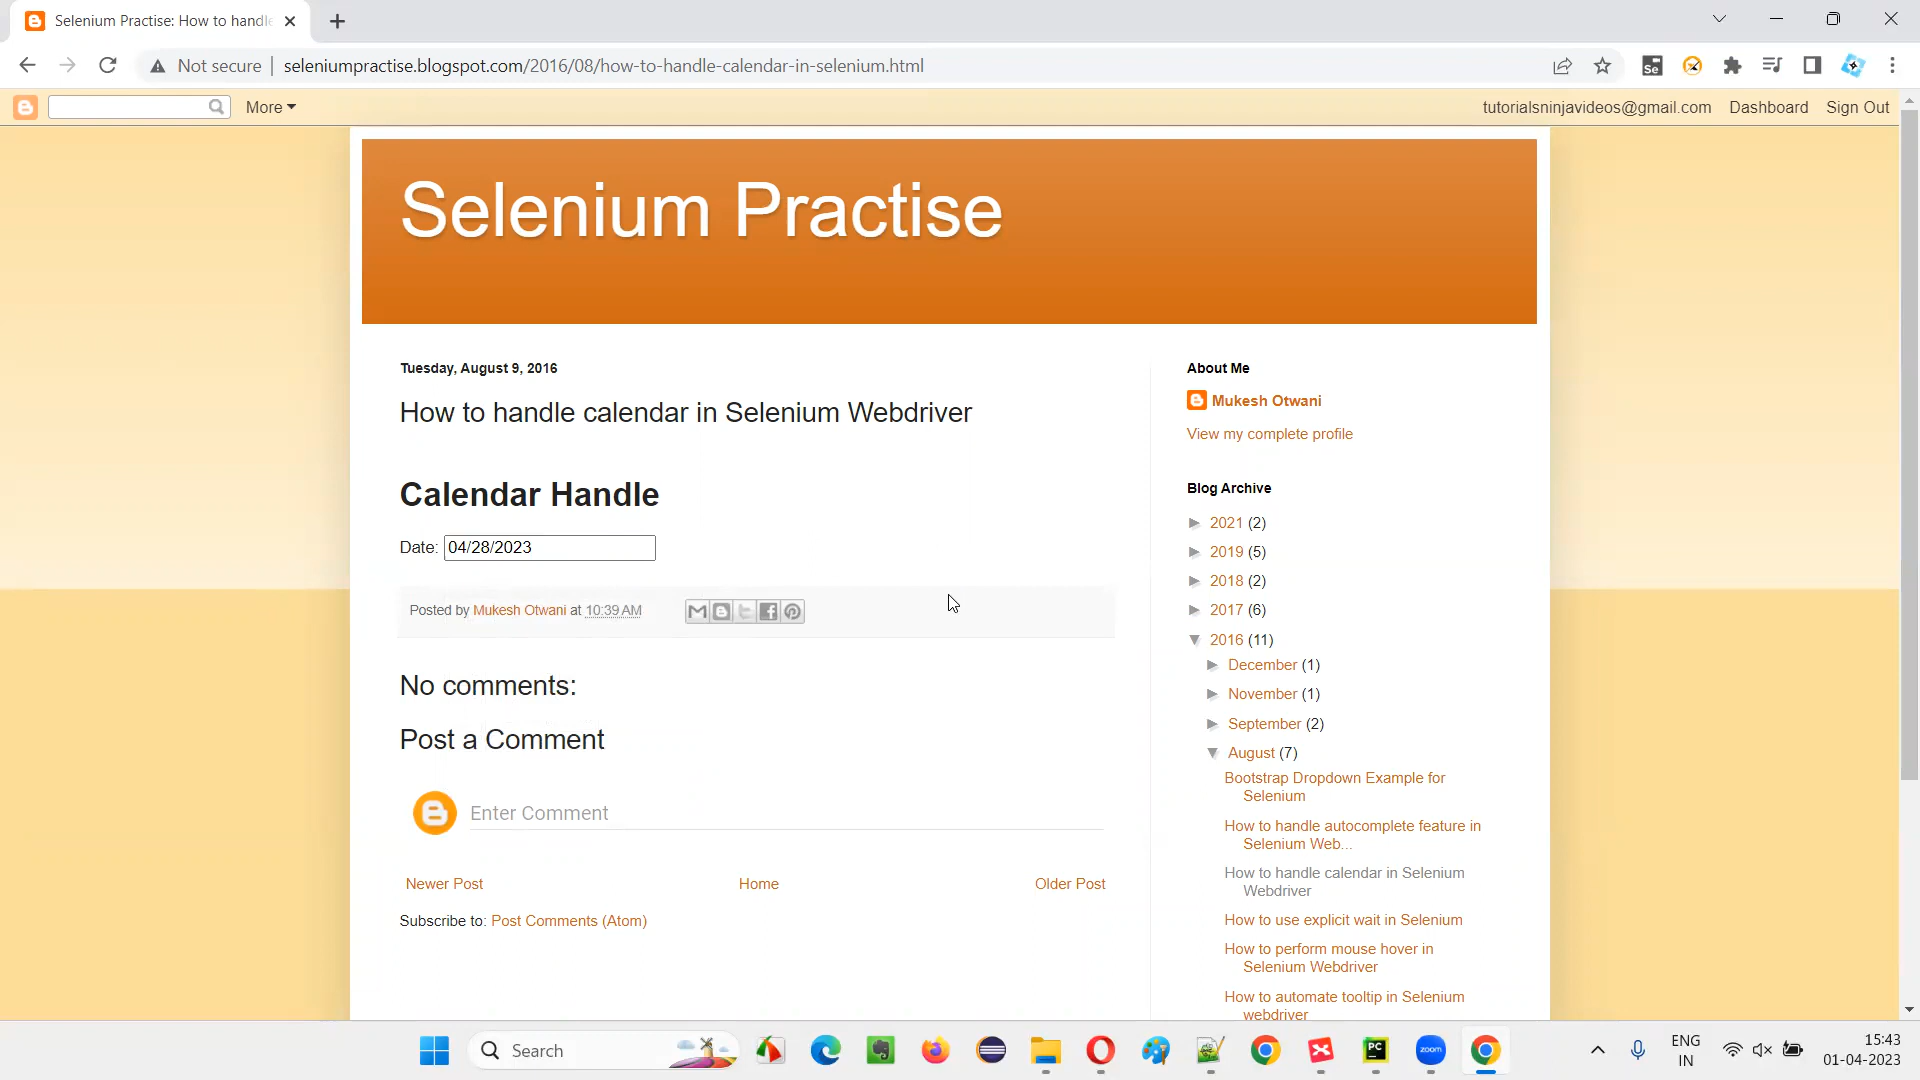 Selenium Practise: How to handle
Not secure
seleniumpractise.blogspot.com/2016/08/how-to-handle-calendar-in-selenium.html
More
tutorialsninjavideos@gmail.com Dashboard Sign Out
Selenium Practise
Tuesday, August 9, 2016
How to handle calendar in Selenium Webdriver
Calendar Handle
Date: 04/28/2023
Posted by Mukesh Otwani at 10:39 AM
No comments:
Post a Comment
Enter Comment
Newer Post
Home
Older Post
Subscribe to: Post Comments (Atom)
About Me
Mukesh Otwani
View my complete profile
Blog Archive
► 2021 (2)
► 2019 (5)
► 2018 (2)
► 2017 (6)
▼ 2016 (11)
► December (1)
► November (1)
► September (2)
▼ August (7)
Bootstrap Dropdown Example for
Selenium
How to handle autocomplete feature in
Selenium Web...
How to handle calendar in Selenium
Webdriver
How to use explicit wait in Selenium
How to perform mouse hover in
Selenium Webdriver
How to automate tooltip in Selenium
webdriver
Search
Se
PC
zoom
ENG
IN
15:43
01-04-2023